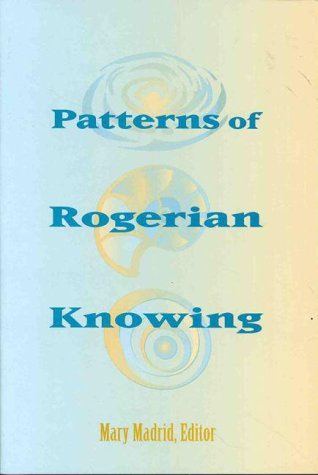 Patterns of
Rogerian
Knowing
Mary Madrid, Editor